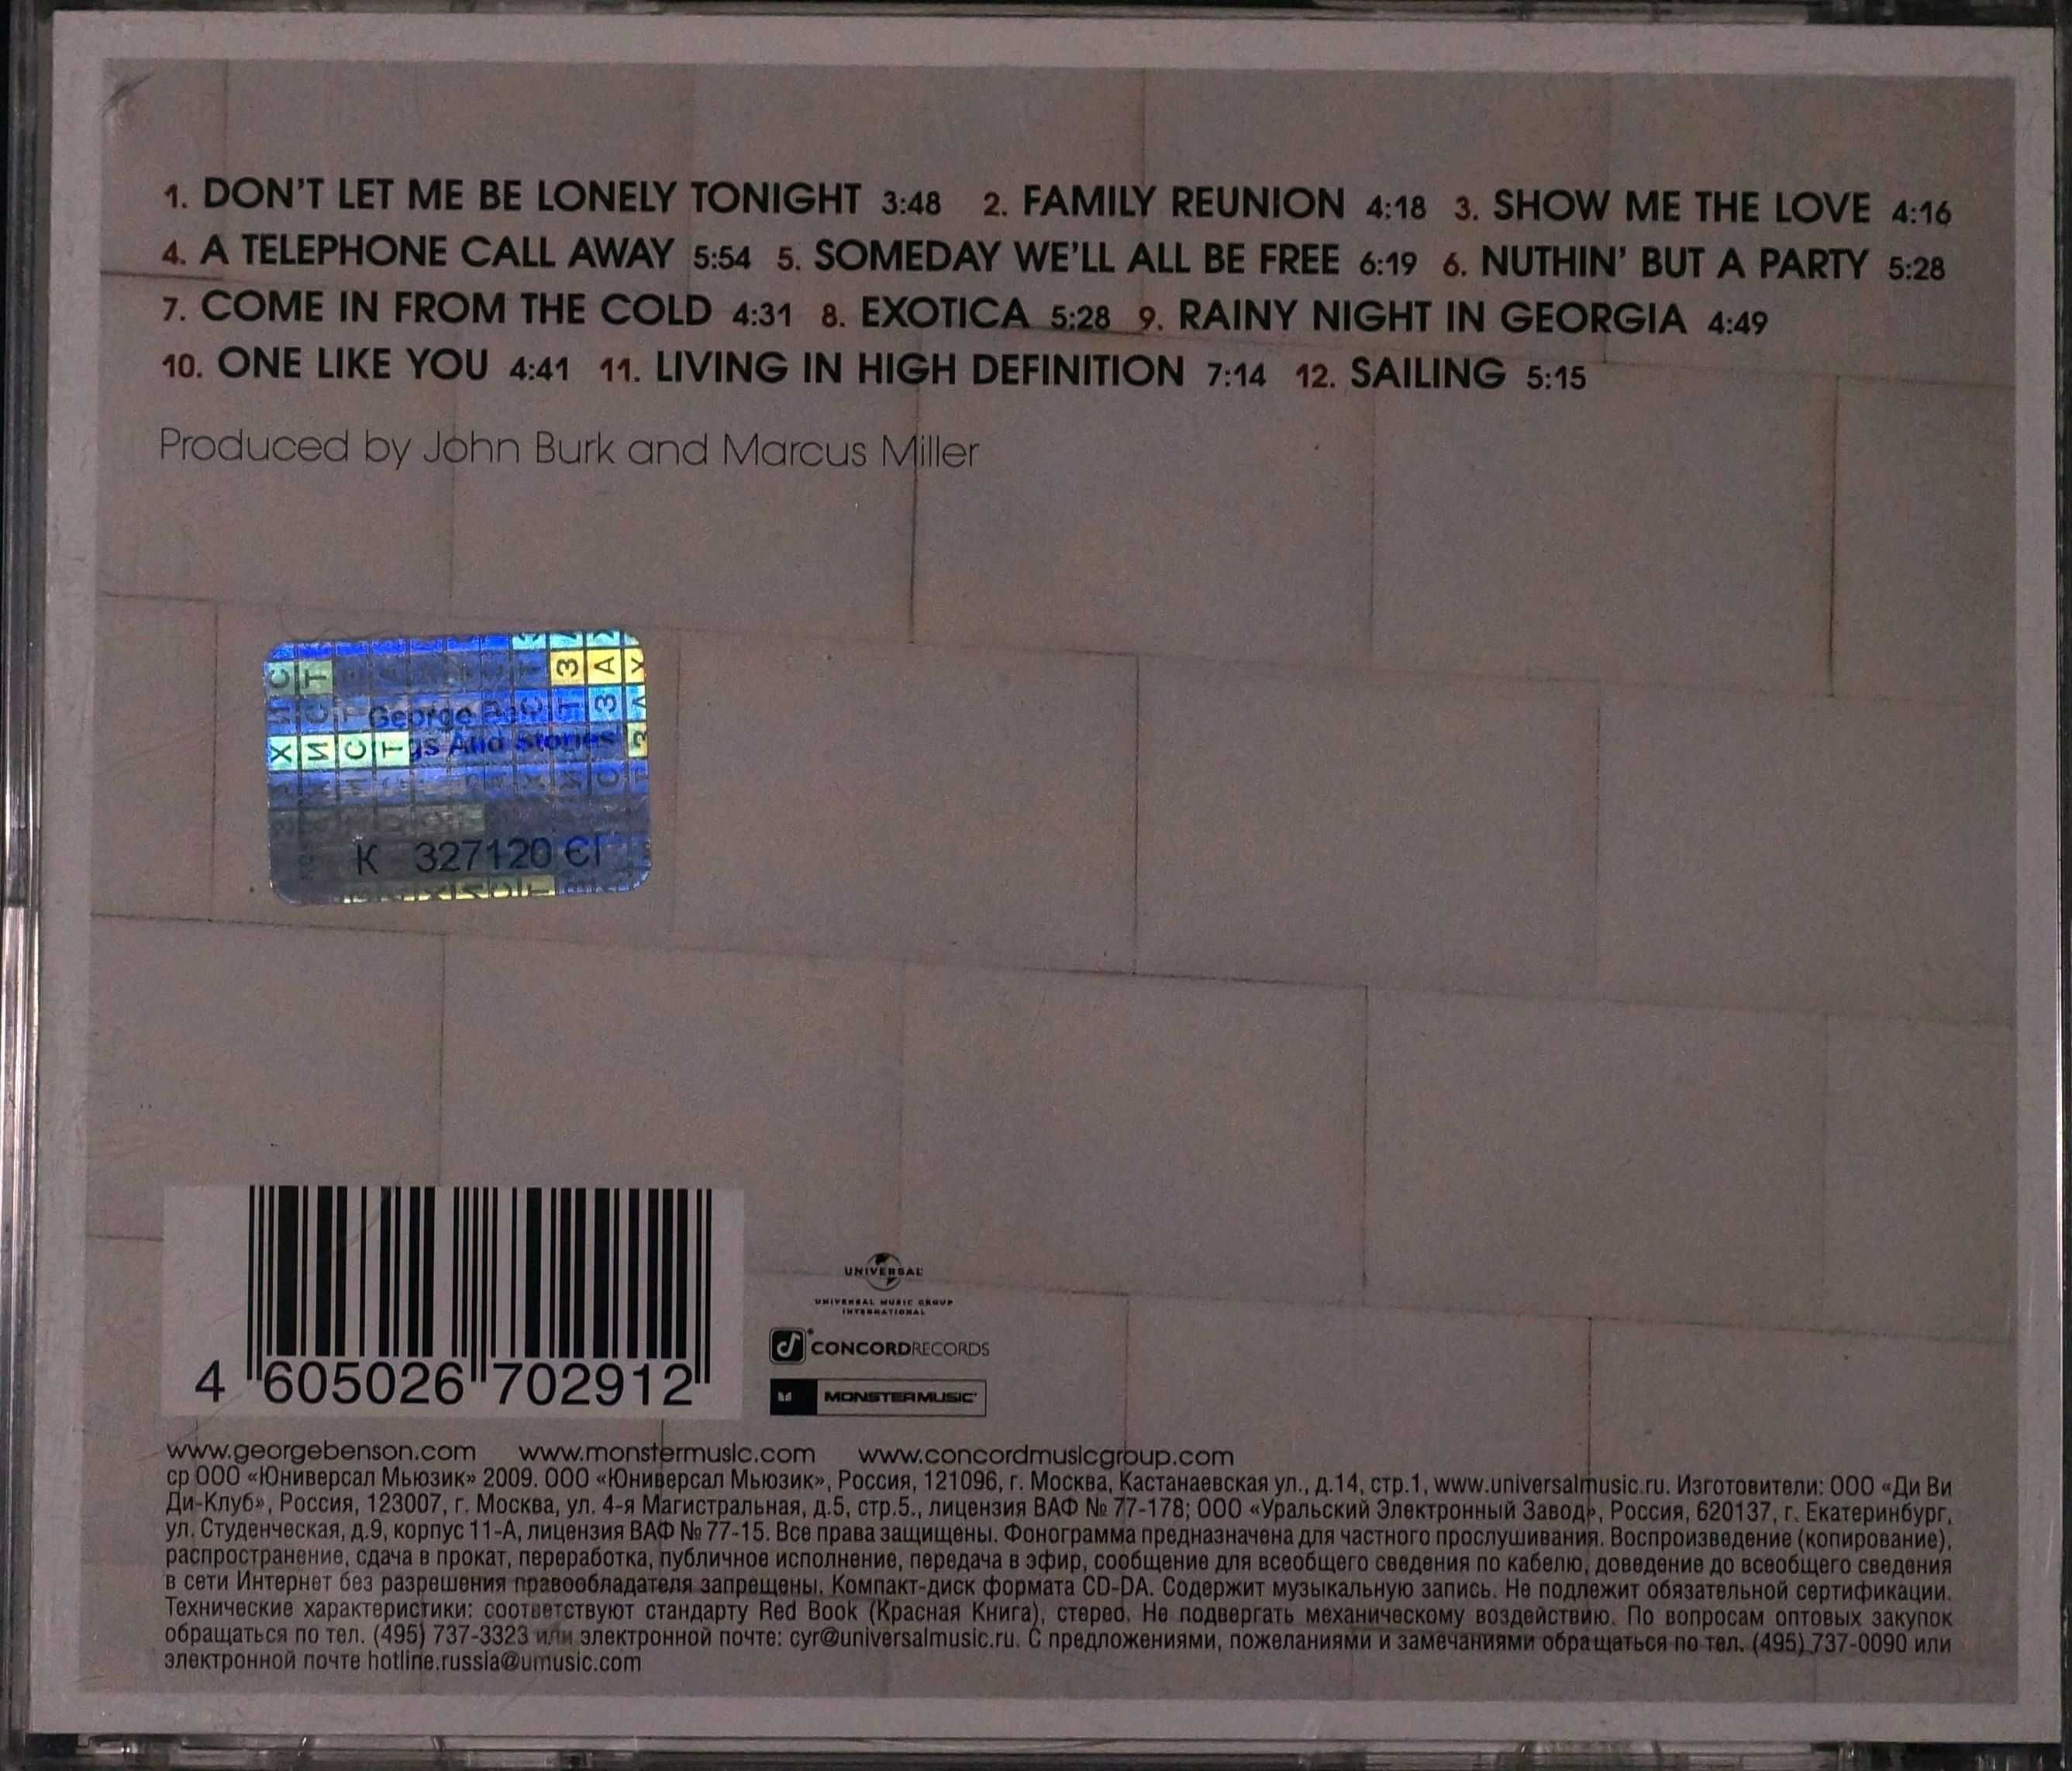 1. DON'T LET ME BE LONELY TONIGHT 3:48 2. FAMILY REUNION 4:18 3. SHOW ME THE LOVE 4:16
4. A TELEPHONE CALL AWAY 5:54 5. SOMEDAY WE'LL ALL BE FREE 6:19 6. NUTHIN' BUT A PARTY 5:28
7. COME IN FROM THE COLD 4:31 8. EXOTICA 5:28 9. RAINY NIGHT IN GEORGIA 4:49
10. ONE LIKE YOU 4:41 11. LIVING IN HIGH DEFINITION 7:14 12. SAILING 5:15
Produced by John Burk and Marcus Miller
George
And Stories
К 327120 ЄІ
4 605026 702912
UNIVERSAL
UNIVERSAL MUSIC GROUP
INTERNATIONAL
CONCORDRECORDS
MONSTERMUSIC
www.georgebenson.com www.monstermusic.com www.concordmusicgroup.com
cp ООО «Юниверсал Мьюзик» 2009. ООО «Юниверсал Мьюзик», Россия, 121096, г. Москва, Кастанаевская ул., д.14, стр.1, www.universalmusic.ru. Изготовители: ООО «Ди Ви
Ди-Клуб», Россия, 123007, г. Москва, ул. 4-я Магистральная, д.5, стр.5., лицензия ВАФ № 77-178; ООО «Уральский Электронный Завод», Россия, 620137, г. Екатеринбург,
ул. Студенческая, д.9, корпус 11-А, лицензия ВАФ № 77-15. Все права защищены. Фонограмма предназначена для частного прослушивания. Воспроизведение (копирование),
распространение, сдача в прокат, переработка, публичное исполнение, передача в эфир, сообщение для всеобщего сведения по кабелю, доведение до всеобщего сведения
в сети Интернет без разрешения правообладателя запрещены. Компакт-диск формата CD-DA. Содержит музыкальную запись. Не подлежит обязательной сертификации.
Технические характеристики: соответствуют стандарту Red Book (Красная Книга), стерео. Не подвергать механическому воздействию. По вопросам оптовых закупок
обращаться по тел. (495) 737-3323 или электронной почте: cyr@universalmusic.ru. С предложениями, пожеланиями и замечаниями обращаться по тел. (495) 737-0090 или
электронной почте hotline.russia@umusic.com